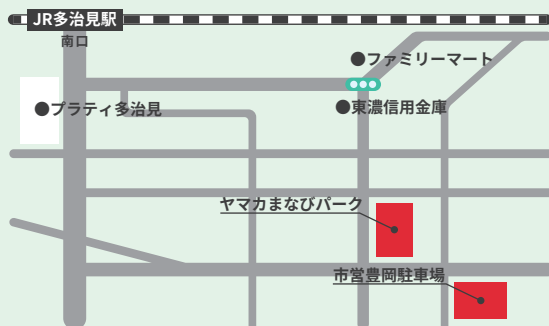 JR多治見駅
南口
●ファミリーマート
●プラティ多治見
●東濃信用金庫
ヤマカまなびパーク
市営豊岡駐車場